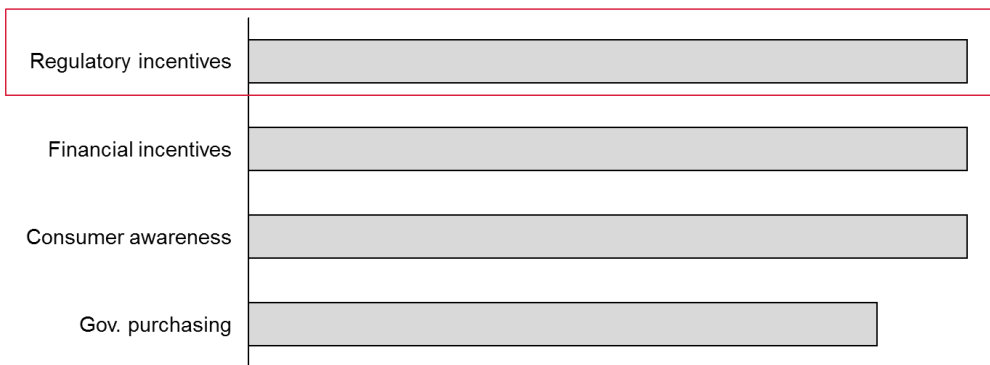 Regulatory incentives
Financial incentives
Consumer awareness
Gov. purchasing